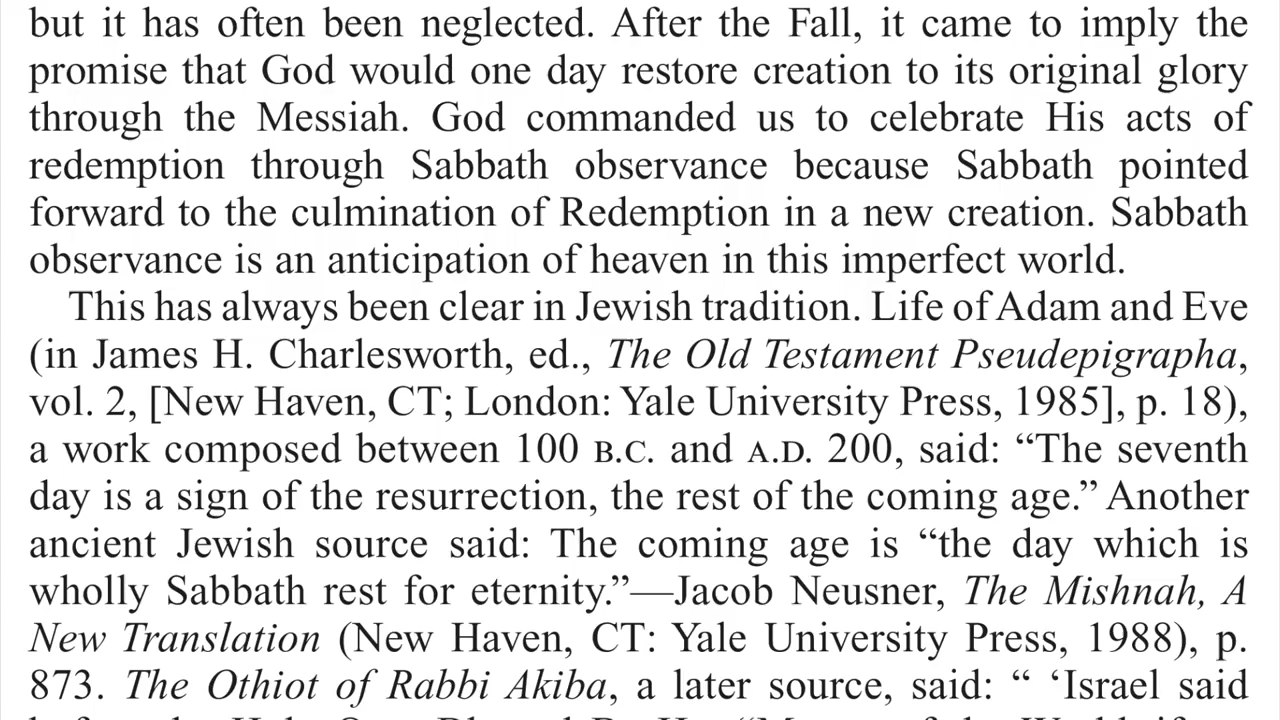 but it has often been neglected. After the Fall, it came to imply the
promise that God would one day restore creation to its original glory
through the Messiah. God commanded us to celebrate His acts of
redemption through Sabbath observance because Sabbath pointed
forward to the culmination of Redemption in a new creation. Sabbath
observance is an anticipation of heaven in this imperfect world.
This has always been clear in Jewish tradition. Life of Adam and Eve
(in James H. Charlesworth, ed., The Old Testament Pseudepigrapha,
vol. 2, [New Haven, CT; London: Yale University Press, 1985], p. 18),
a work composed between 100 B.C. and A.D. 200, said: “The seventh
day is a sign of the resurrection, the rest of the coming age.” Another
ancient Jewish source said: The coming age is “the day which is
wholly Sabbath rest for eternity.”—Jacob Neusner, The Mishnah, A
New Translation (New Haven, CT: Yale University Press, 1988), p.
873. The Othiot of Rabbi Akiba, a later source, said: “ ‘Israel said